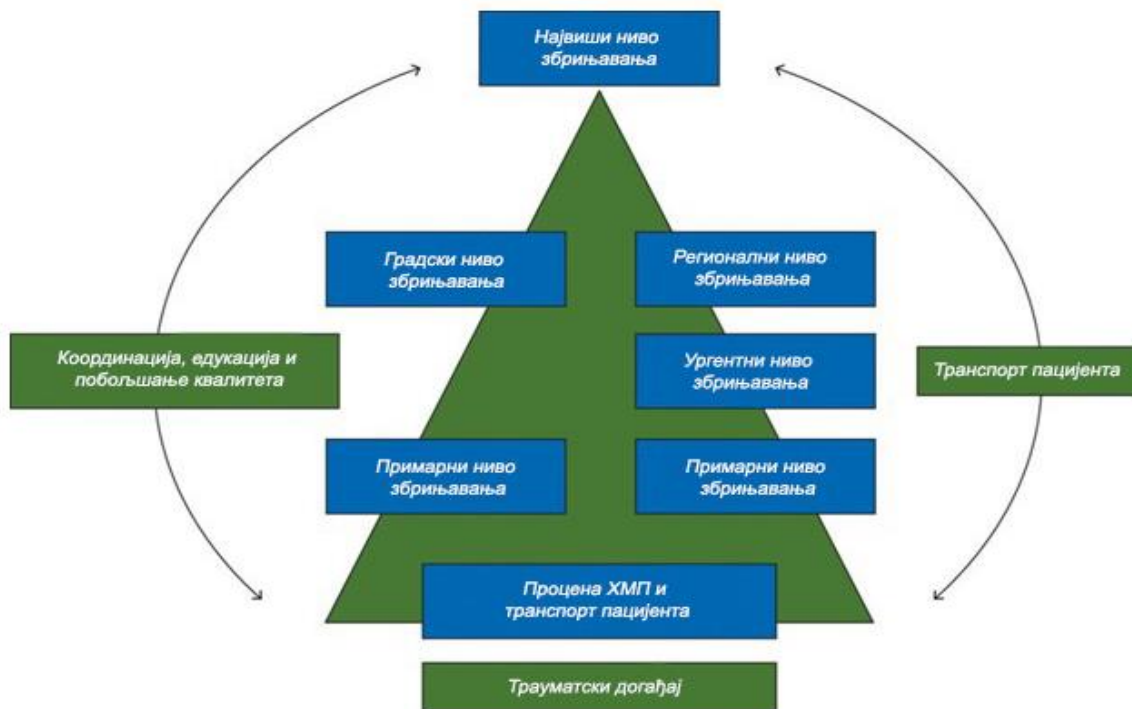 Највиши ниво
збрињавања
Градски ниво
збрињавања
Регионални ниво
збрињавања
Координација, едукација и
побољшање квалитета
Ургентни ниво
збрињавања
Транспорт пацијента
Примарни ниво
збрињавања
Примарни ниво
збрињавања
Процена ХМП и
транспорт пацијента
Трауматски догађај